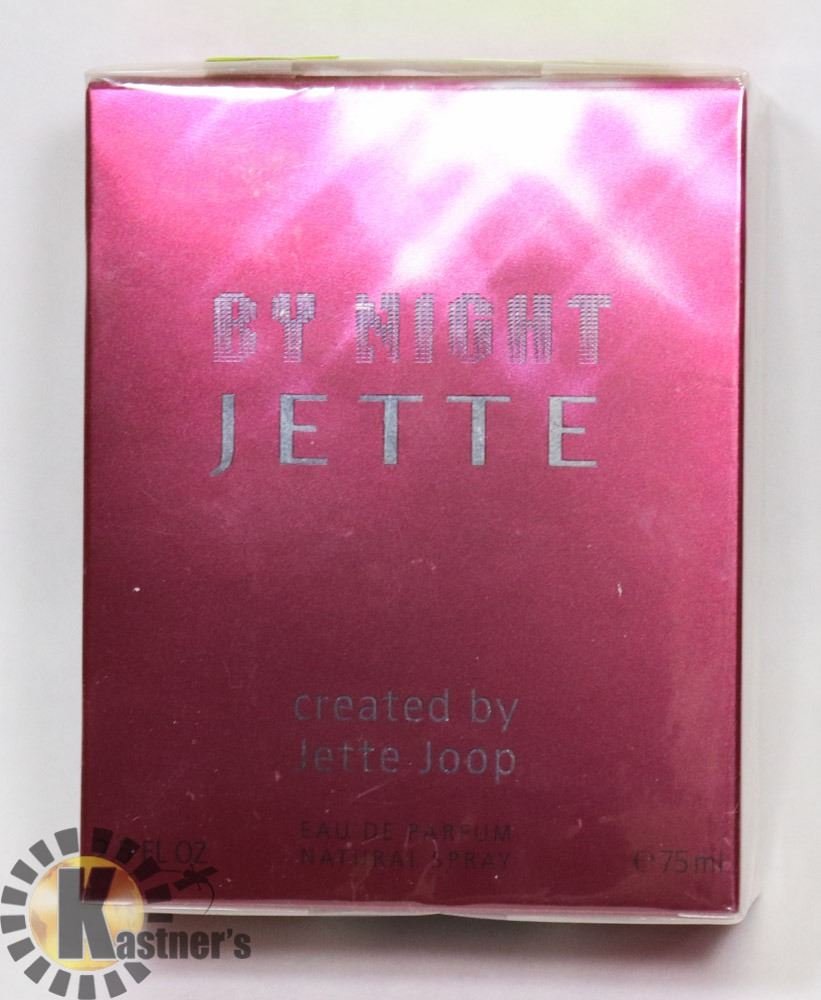 BY NIGHT
JETTE
created by
Jette Joop
EAU DE PARFUM
NATURAL SPRAY
FL OZ
℮ 75 ml
Kastner's